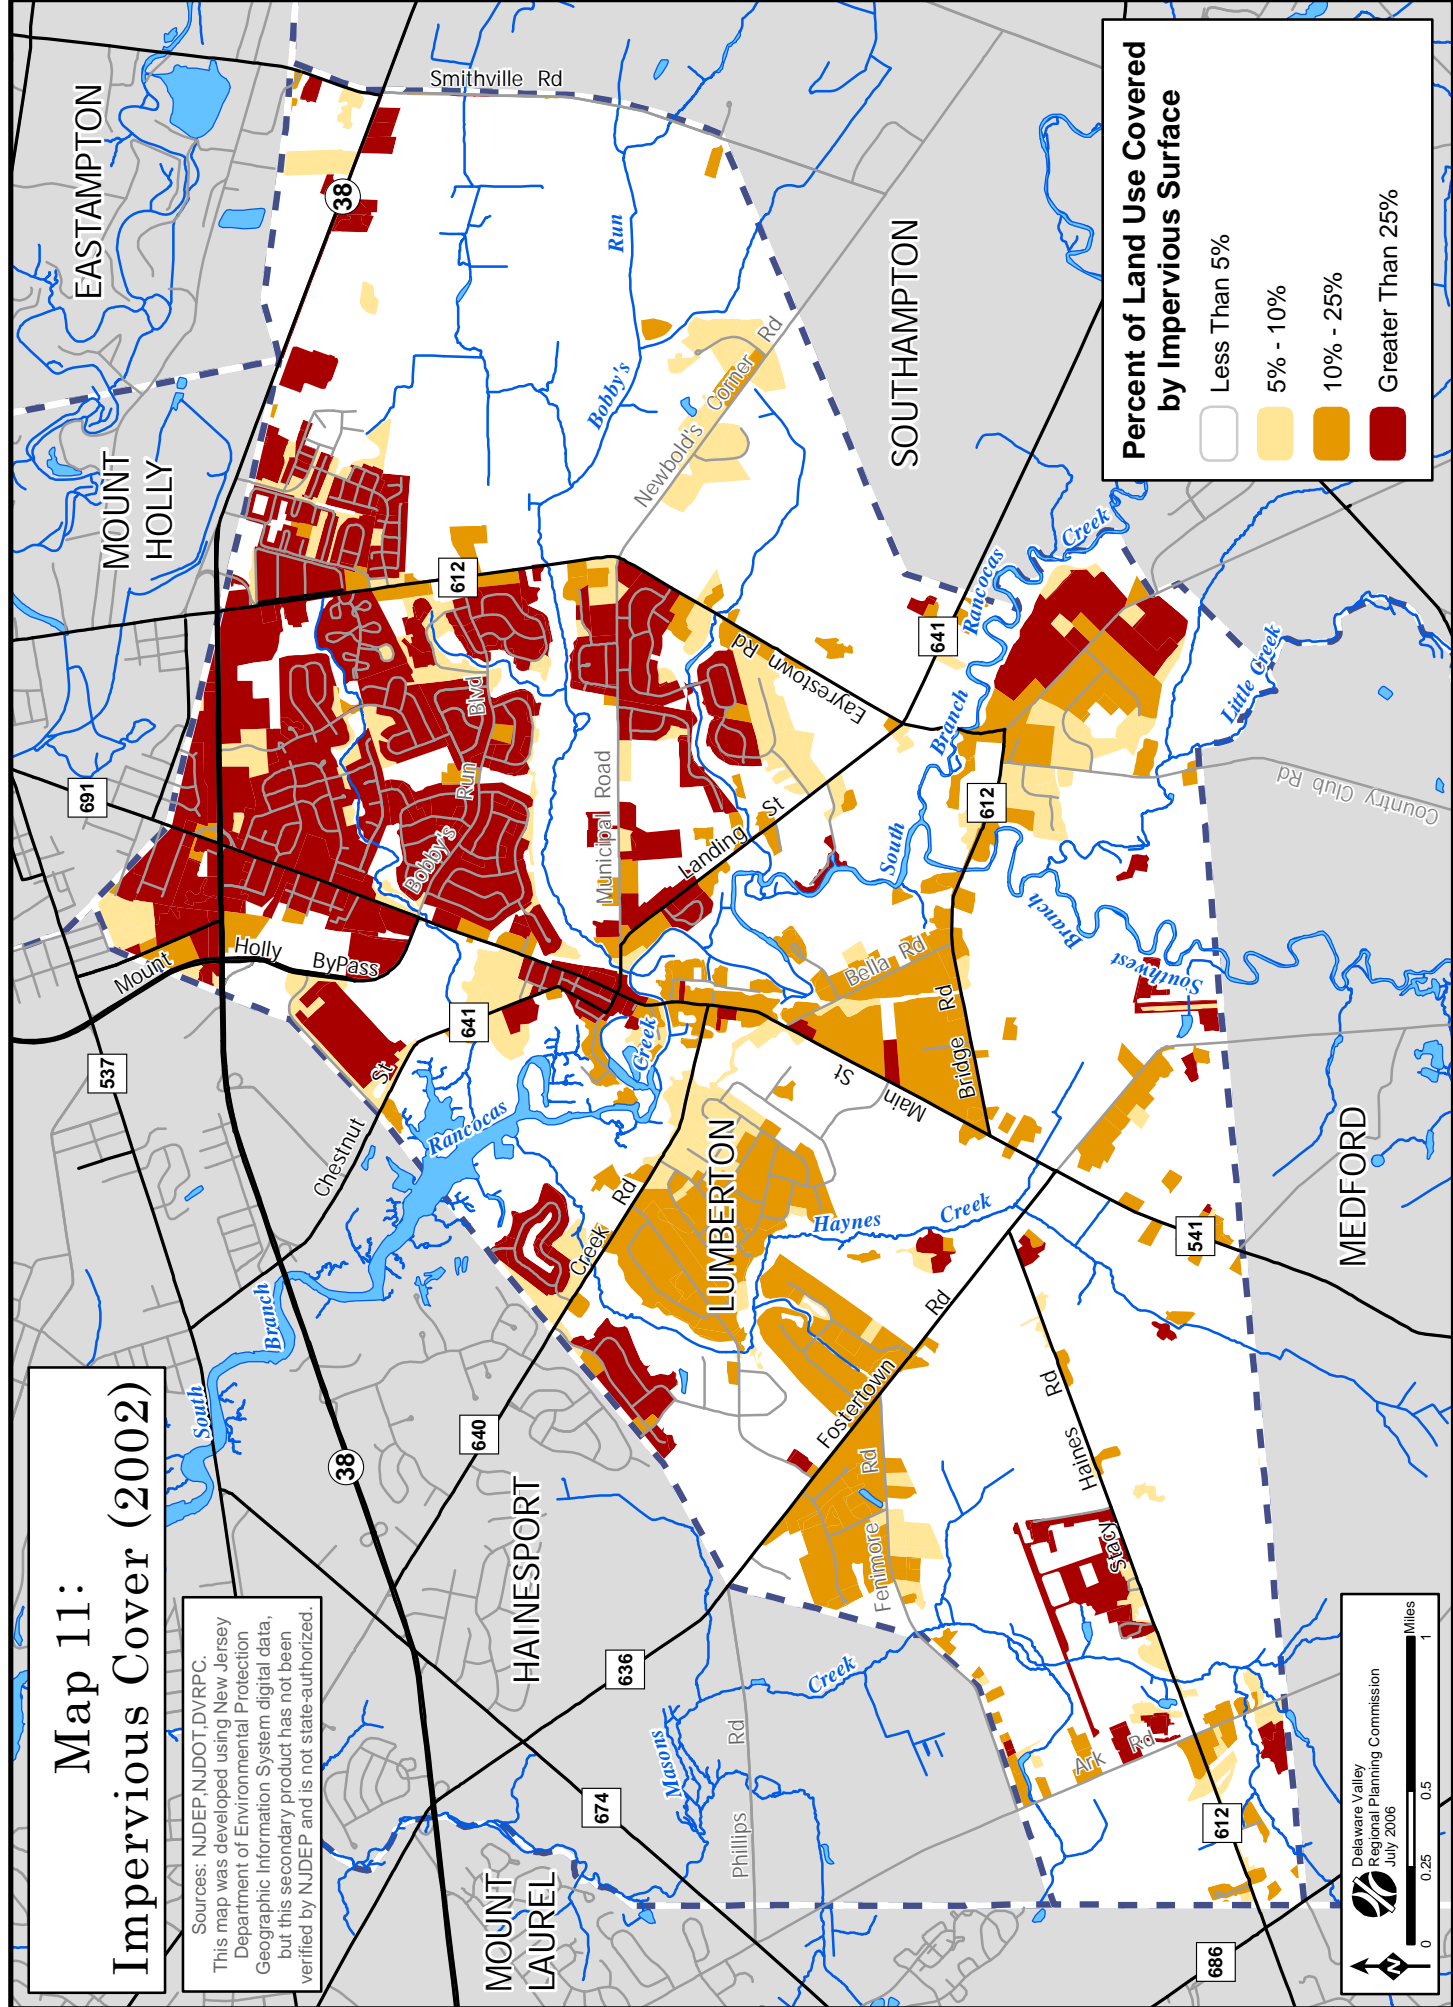 Map 11:
Impervious Cover (2002)
Sources: NJDEP,NJDOT,DVRPC.
This map was developed using New Jersey
Department of Environmental Protection
Geographic Information System digital data,
but this secondary product has not been
verified by NJDEP and is not state-authorized.
EASTAMPTON
MOUNT
HOLLY
SOUTHAMPTON
MEDFORD
LUMBERTON
HAINESPORT
MOUNT
LAUREL
Smithville Rd
38
Run
Bobby's
Newbold's Corner Rd
612
691
Blvd
Run
Bobby's
Municipal Road
Eayrestown Rd
Landing St
641
Rancocas
Creek
Branch
South
612
Little Creek
Country Club Rd
Branch
Southwest
Mount
Holly
ByPass
537
641
Chestnut St
Rancocas
Creek
Bella Rd
Bridge Rd
Main St
Creek Rd
Haynes
Creek
541
Fostertown
Rd
Branch
South
38
640
Haines Rd
Stacy
Fenimore Rd
636
Masons
Creek
Phillips Rd
674
Ark Rd
612
686
Percent of Land Use Covered
by Impervious Surface
Less Than 5%
5% - 10%
10% - 25%
Greater Than 25%
Delaware Valley
Regional Planning Commission
July 2006
N
0 0.25 0.5 1
Miles